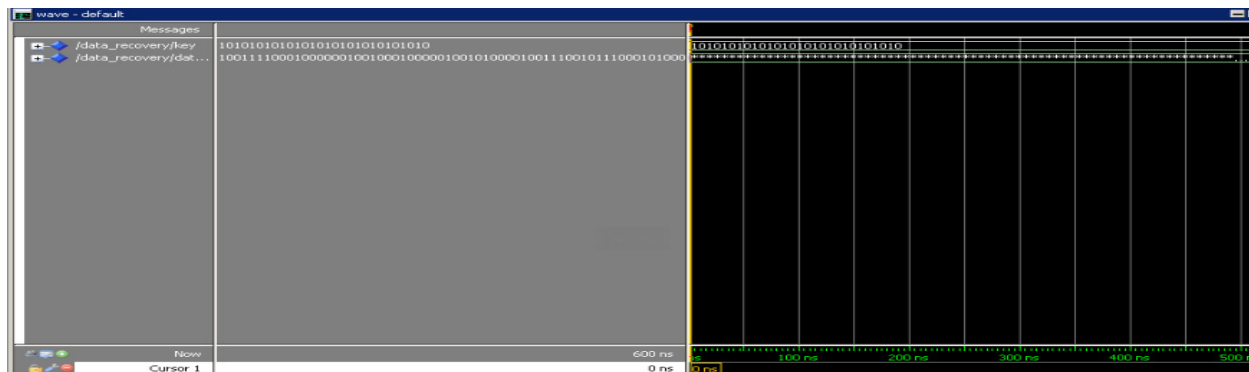 wave - default
Messages
/data_recovery/key 10101010101010101010101010 10101010101010101010101010
/data_recovery/dat...
Now 600 ns 100 ns 200 ns 300 ns 400 ns 500
Cursor 1 0 ns 0 ns